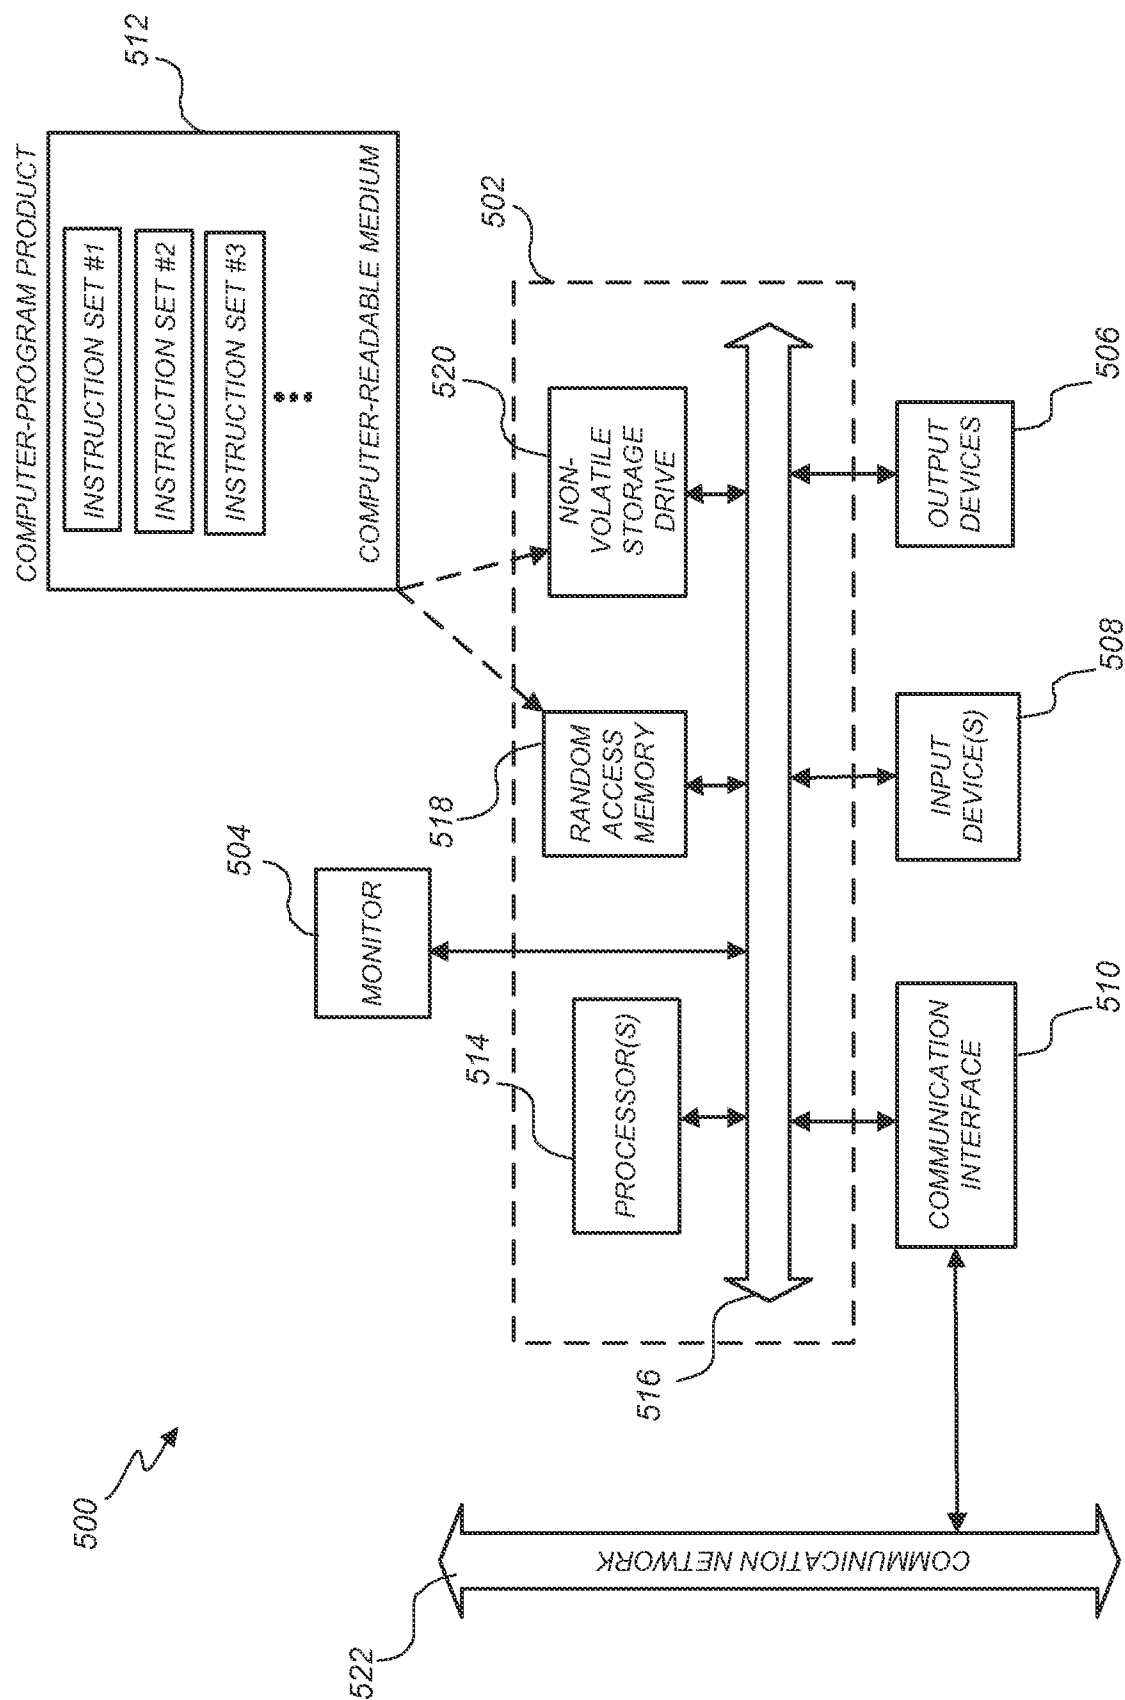 500
COMPUTER-PROGRAM PRODUCT
512
INSTRUCTION SET #1
INSTRUCTION SET #2
INSTRUCTION SET #3
COMPUTER-READABLE MEDIUM
504
MONITOR
502
514
PROCESSOR(S)
518
RANDOM
ACCESS
MEMORY
520
NON-
VOLATILE
STORAGE
DRIVE
516
522
COMMUNICATION NETWORK
COMMUNICATION
INTERFACE
510
INPUT
DEVICE(S)
508
OUTPUT
DEVICES
506